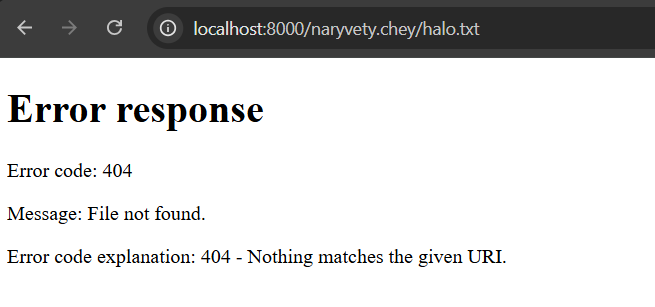 localhost:8000/naryvety.chey/halo.txt
Error response
Error code: 404
Message: File not found.
Error code explanation: 404 - Nothing matches the given URI.